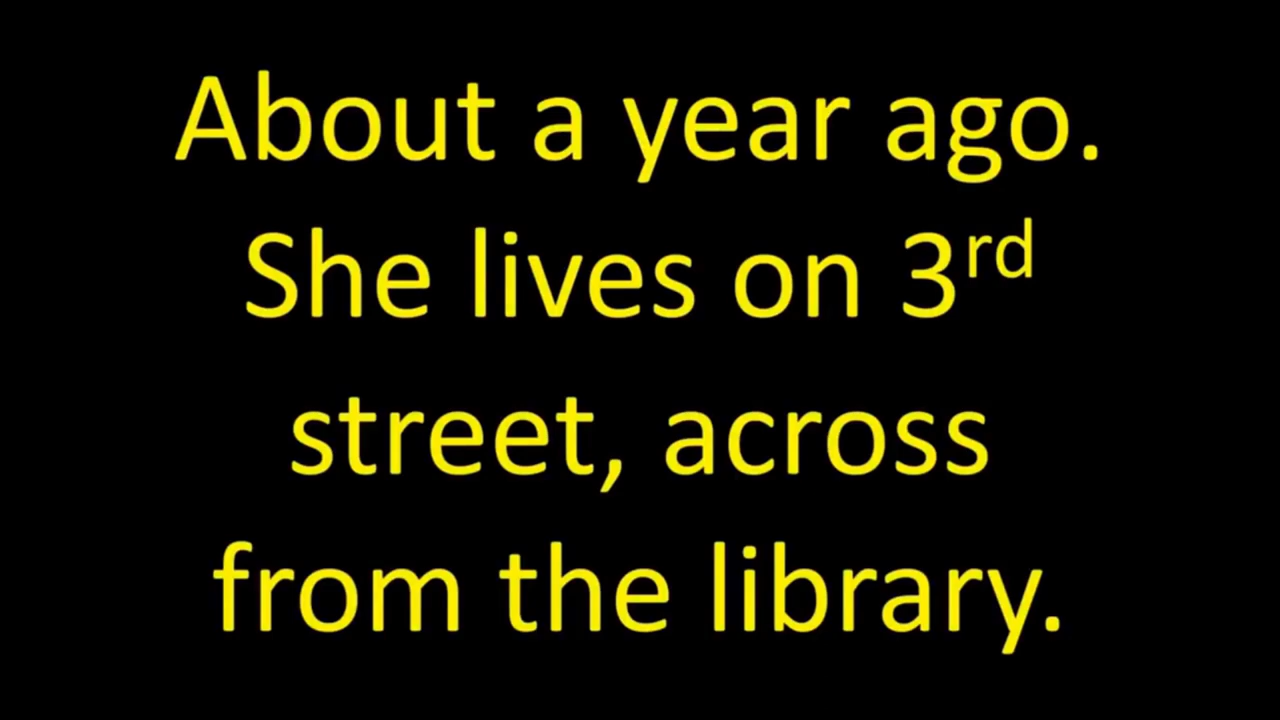 About a year ago.
She lives on 3rd
street, across
from the library.